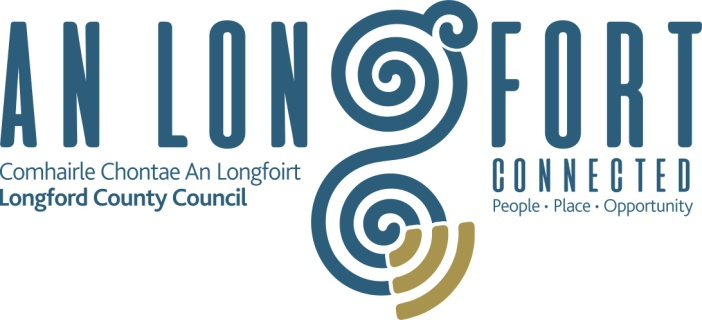 AN LONGFORT
Comhairle Chontae An Longfoirt
Longford County Council
CONNECTED
People · Place · Opportunity